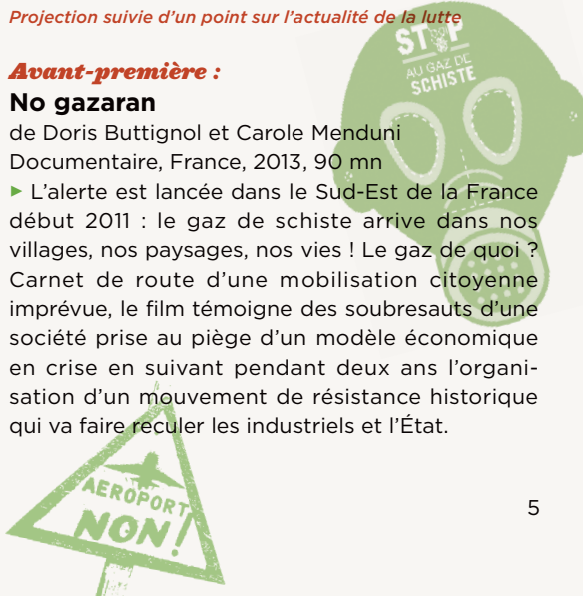 Projection suivie d'un point sur l'actualité de la lutte
STOP
AU GAZ DE
SCHISTE
Avant-première :
No gazaran
de Doris Buttignol et Carole Menduni
Documentaire, France, 2013, 90 mn
► L'alerte est lancée dans le Sud-Est de la France
début 2011 : le gaz de schiste arrive dans nos
villages, nos paysages, nos vies ! Le gaz de quoi ?
Carnet de route d'une mobilisation citoyenne
imprévue, le film témoigne des soubresauts d'une
société prise au piège d'un modèle économique
en crise en suivant pendant deux ans l'organi-
sation d'un mouvement de résistance historique
qui va faire reculer les industriels et l'État.
AEROPORT
NON !
5